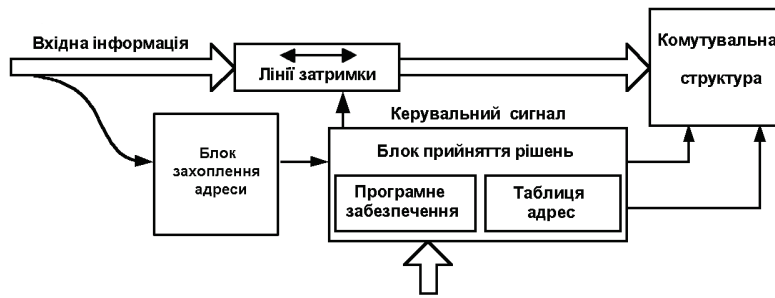 Вхідна інформація
Лінії затримки
Комутувальна
структура
Керувальний сигнал
Блок
захоплення
адреси
Блок прийняття рішень
Програмне
забезпечення
Таблиця
адрес